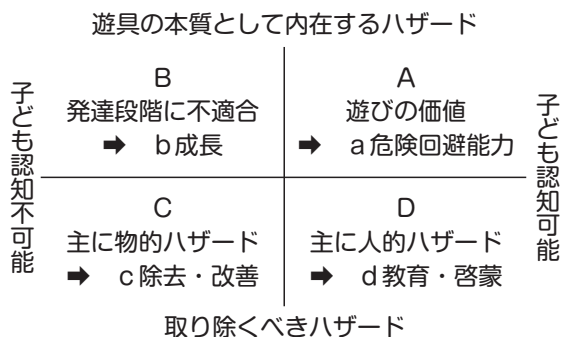 遊具の本質として内在するハザード
子ども認知不可能
B
発達段階に不適合
➡ b成長
A
遊びの価値
➡ a危険回避能力
子ども認知可能
C
主に物的ハザード
➡ c除去・改善
D
主に人的ハザード
➡ d教育・啓蒙
取り除くべきハザード